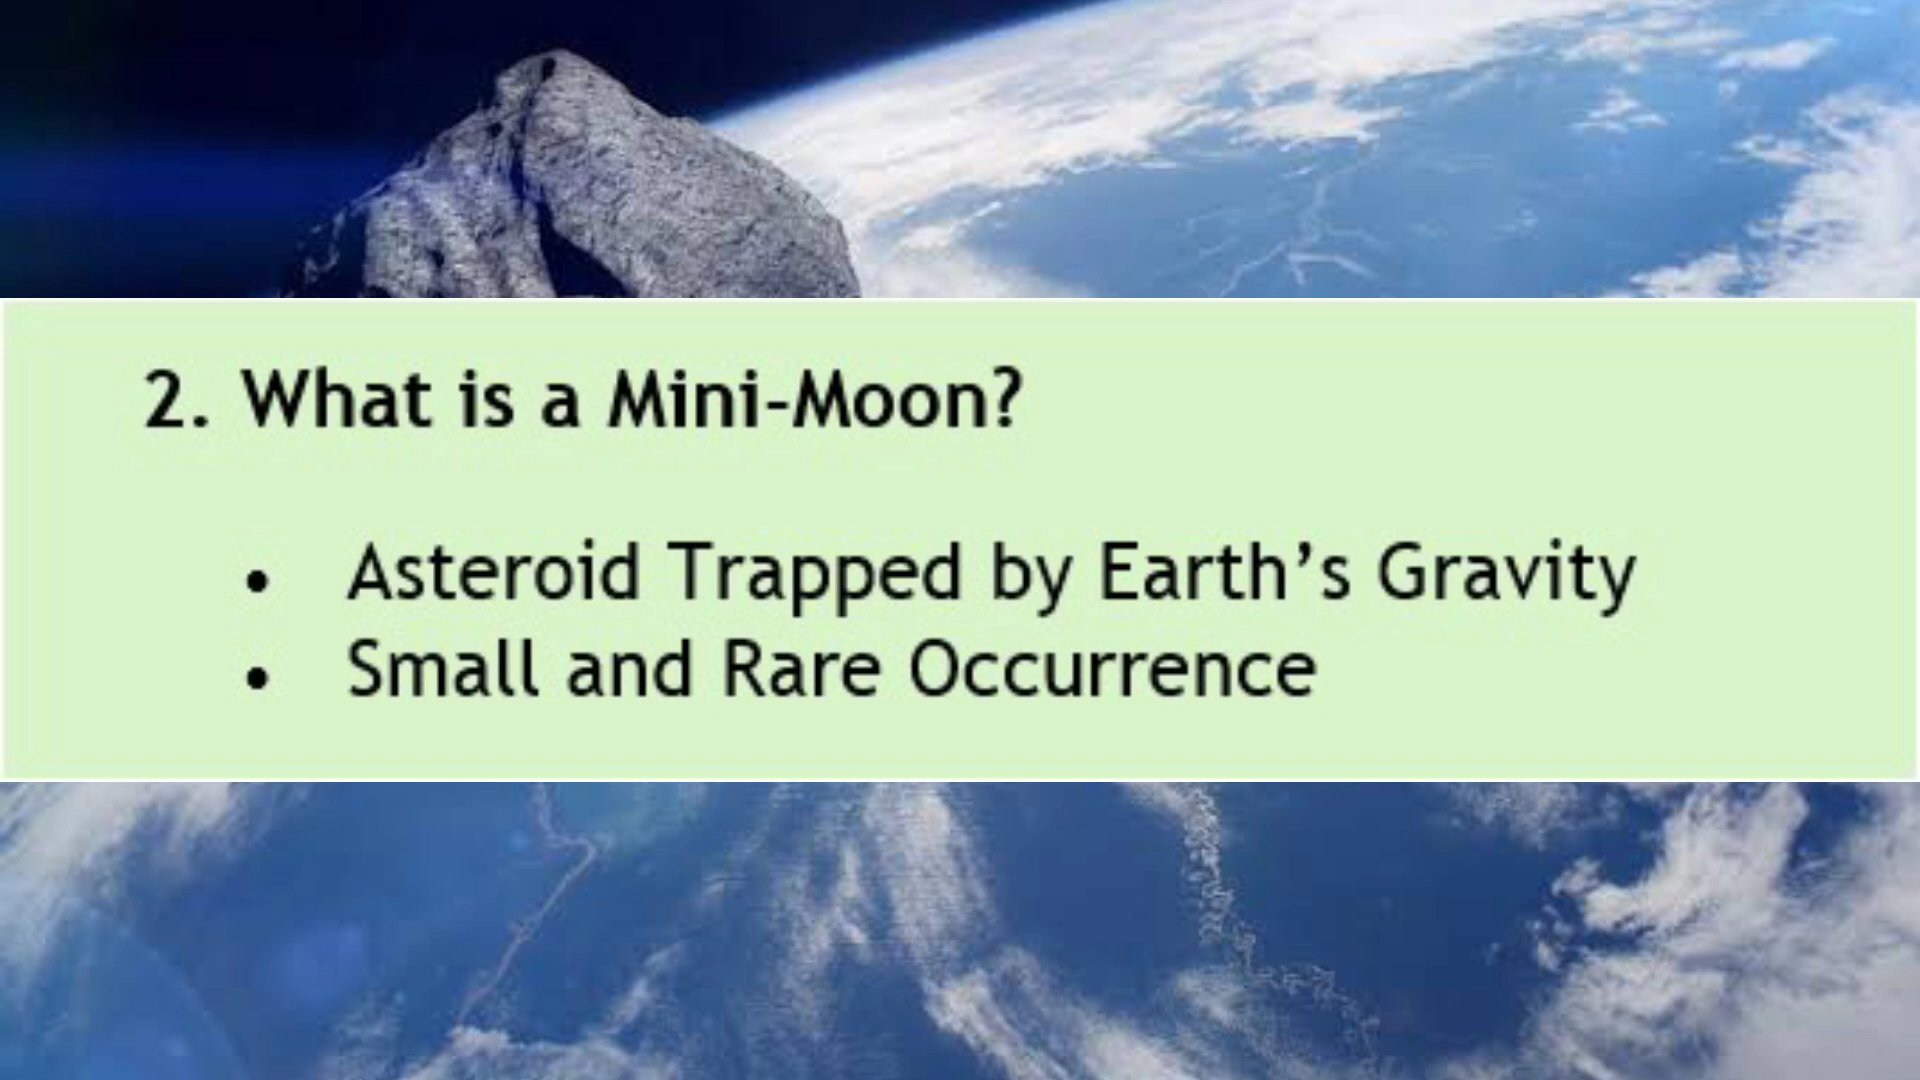 2. What is a Mini-Moon?
• Asteroid Trapped by Earth’s Gravity
• Small and Rare Occurrence